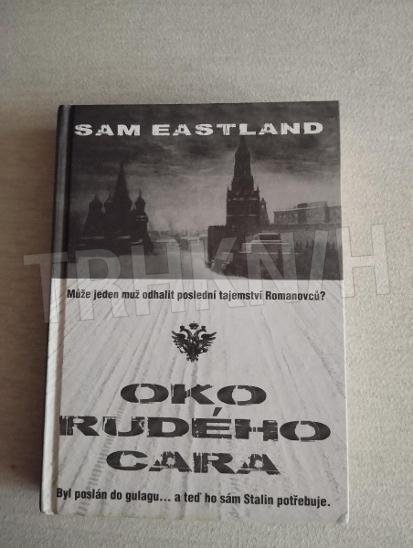 SAM EASTLAND
TRHKNIH
Může jeden muž odhalit poslední tajemství Romanovců?
OKO
RUDÉHO
CARA
Byl poslán do gulagu... a teď ho sám Stalin potřebuje.